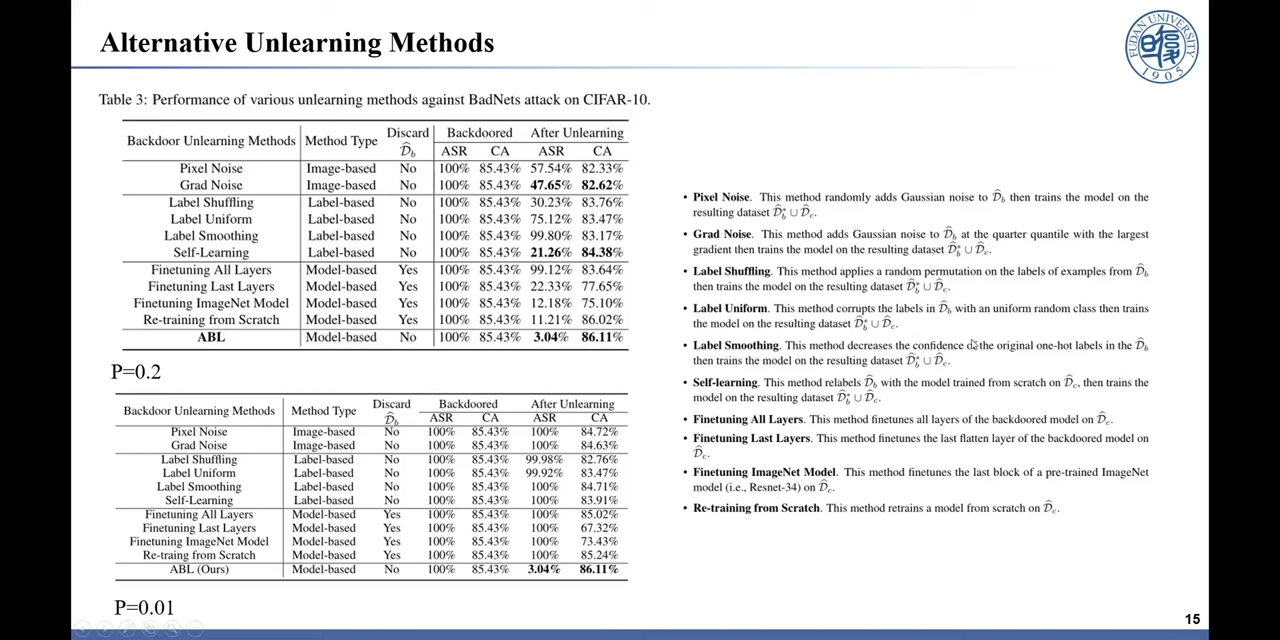 Alternative Unlearning Methods
FUDAN UNIVERSITY
1905
Table 3: Performance of various unlearning methods against BadNets attack on CIFAR-10.
Backdoor Unlearning Methods | Method Type | Discard D̂b | Backdoored | After Unlearning
ASR CA ASR CA
Pixel Noise Image-based No 100% 85.43% 57.54% 82.33%
Grad Noise Image-based No 100% 85.43% 47.65% 82.62%
Label Shuffling Label-based No 100% 85.43% 30.23% 83.76%
Label Uniform Label-based No 100% 85.43% 75.12% 83.47%
Label Smoothing Label-based No 100% 85.43% 99.80% 83.17%
Self-Learning Label-based No 100% 85.43% 21.26% 84.38%
Finetuning All Layers Model-based Yes 100% 85.43% 99.12% 83.64%
Finetuning Last Layers Model-based Yes 100% 85.43% 22.33% 77.65%
Finetuning ImageNet Model Model-based Yes 100% 85.43% 12.18% 75.10%
Re-training from Scratch Model-based Yes 100% 85.43% 11.21% 86.02%
ABL Model-based No 100% 85.43% 3.04% 86.11%
P=0.2
Backdoor Unlearning Methods | Method Type | Discard D̂b | Backdoored | After Unlearning
ASR CA ASR CA
Pixel Noise Image-based No 100% 85.43% 100% 84.72%
Grad Noise Image-based No 100% 85.43% 100% 84.63%
Label Shuffling Label-based No 100% 85.43% 99.98% 82.76%
Label Uniform Label-based No 100% 85.43% 99.92% 83.47%
Label Smoothing Label-based No 100% 85.43% 100% 84.71%
Self-Learning Label-based No 100% 85.43% 100% 83.91%
Finetuning All Layers Model-based Yes 100% 85.43% 100% 85.02%
Finetuning Last Layers Model-based Yes 100% 85.43% 100% 67.32%
Finetuning ImageNet Model Model-based Yes 100% 85.43% 100% 73.43%
Re-traing from Scratch Model-based Yes 100% 85.43% 100% 85.24%
ABL (Ours) Model-based No 100% 85.43% 3.04% 86.11%
P=0.01
• Pixel Noise. This method randomly adds Gaussian noise to D̂b then trains the model on the
resulting dataset D̂b* ∪ D̂c.
• Grad Noise. This method adds Gaussian noise to D̂b at the quarter quantile with the largest
gradient then trains the model on the resulting dataset D̂b* ∪ D̂c.
• Label Shuffling. This method applies a random permutation on the labels of examples from D̂b
then trains the model on the resulting dataset D̂b* ∪ D̂c.
• Label Uniform. This method corrupts the labels in D̂b with an uniform random class then trains
the model on the resulting dataset D̂b* ∪ D̂c.
• Label Smoothing. This method decreases the confidence of the original one-hot labels in the D̂b
then trains the model on the resulting dataset D̂b* ∪ D̂c.
• Self-learning. This method relabels D̂b with the model trained from scratch on D̂c, then trains the
model on the resulting dataset D̂b* ∪ D̂c.
• Finetuning All Layers. This method finetunes all layers of the backdoored model on D̂c.
• Finetuning Last Layers. This method finetunes the last flatten layer of the backdoored model on
D̂c.
• Finetuning ImageNet Model. This method finetunes the last block of a pre-trained ImageNet
model (i.e., Resnet-34) on D̂c.
• Re-training from Scratch. This method retrains a model from scratch on D̂c.
15